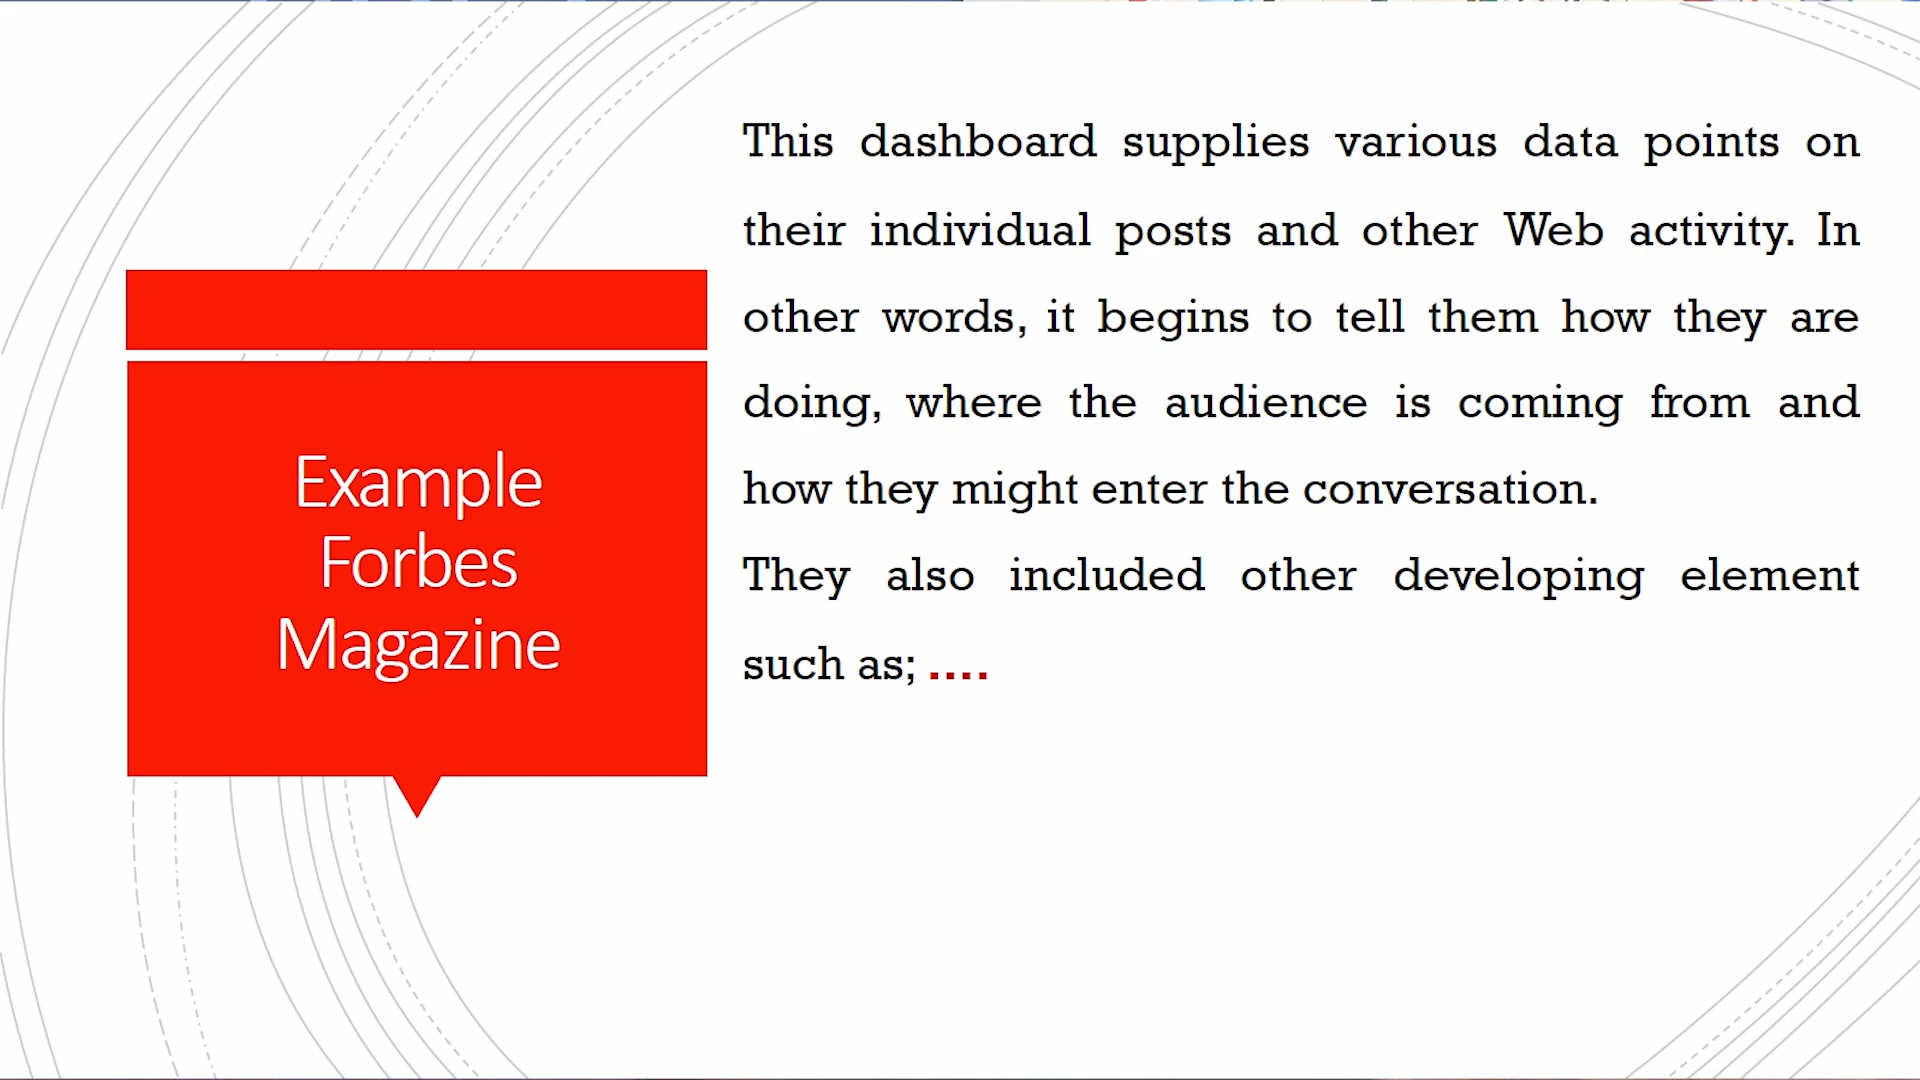 Example
Forbes
Magazine
This dashboard supplies various data points on
their individual posts and other Web activity. In
other words, it begins to tell them how they are
doing, where the audience is coming from and
how they might enter the conversation.
They also included other developing element
such as; ....